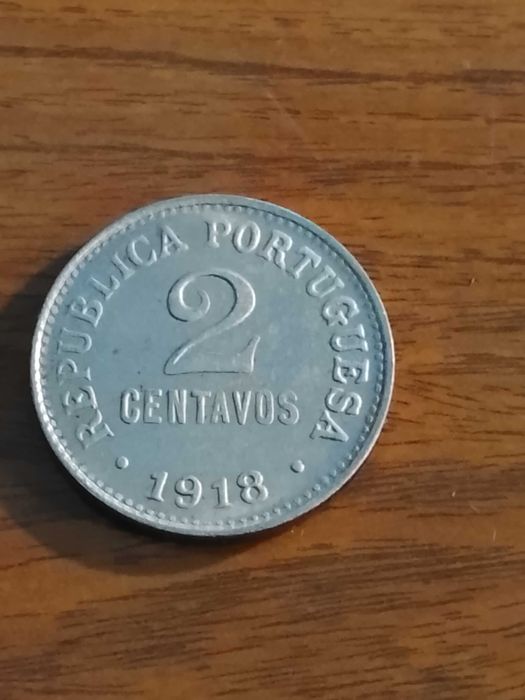 REPUBLICA PORTUGUESA
2
CENTAVOS
• 1918 •